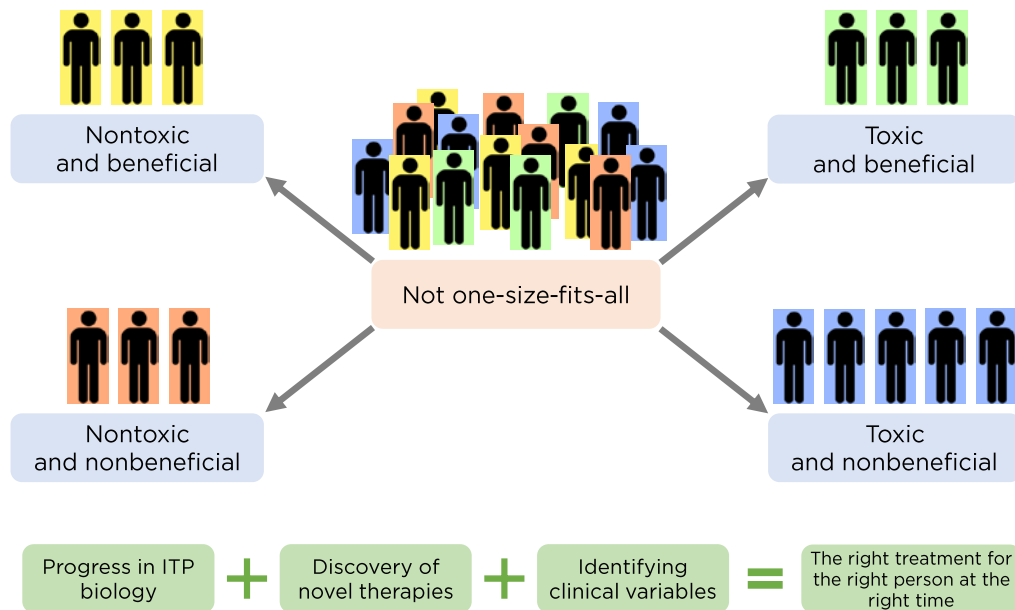 Nontoxic
and beneficial
Toxic
and beneficial
Not one-size-fits-all
Nontoxic
and nonbeneficial
Toxic
and nonbeneficial
Progress in ITP
biology
+
Discovery of
novel therapies
+
Identifying
clinical variables
=
The right treatment for
the right person at the
right time